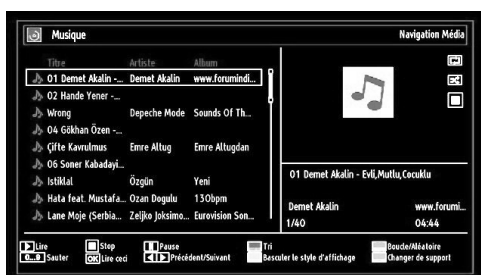 Musique Navigation Média
Titre Artiste Album
01 Demet Akalin -... Demet Akalin www.forumindi...
02 Hande Yener -...
Wrong Depeche Mode Sounds Of Th...
04 Gökhan Özen -...
Çifte Kavrulmus Emre Altug Emre Altugdan
06 Soner Kabadayi...
Istiklal Özgün Yeni
Hata feat. Mustafa... Ozan Dogulu 130bpm
Lane Moje (Serbia... Zeljko Joksimo... Eurovision Son...
01 Demet Akalin - Evli,Mutlu,Cocuklu
Demet Akalin www.forumi...
1/40 04:44
Lire Stop Pause Tri Boucle/Aléatoire
0...9 Sauter OK Lire ceci Précédent/Suivant Basculer le style d'affichage Changer de support